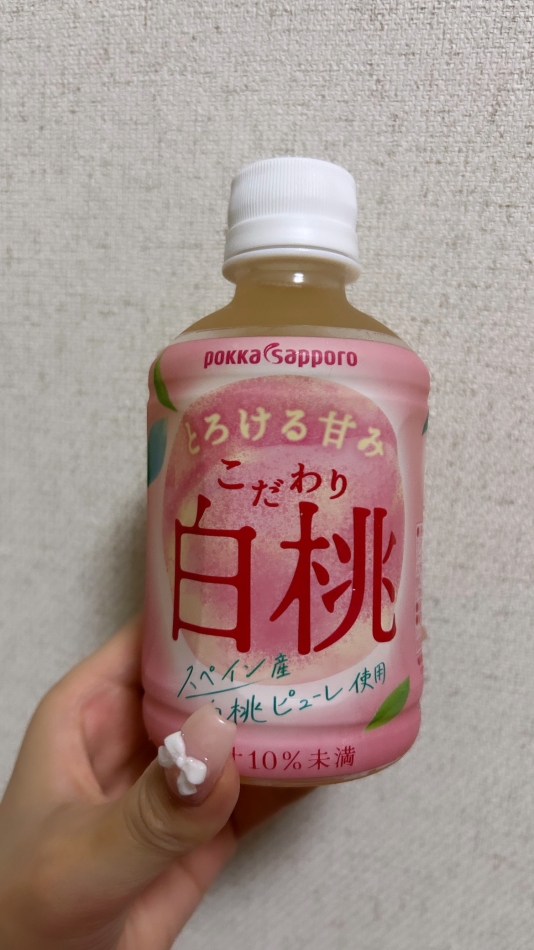 pokka sapporo
とろける甘み
こだわり
白桃
スペイン産
白桃ピューレ使用
汁10%未満